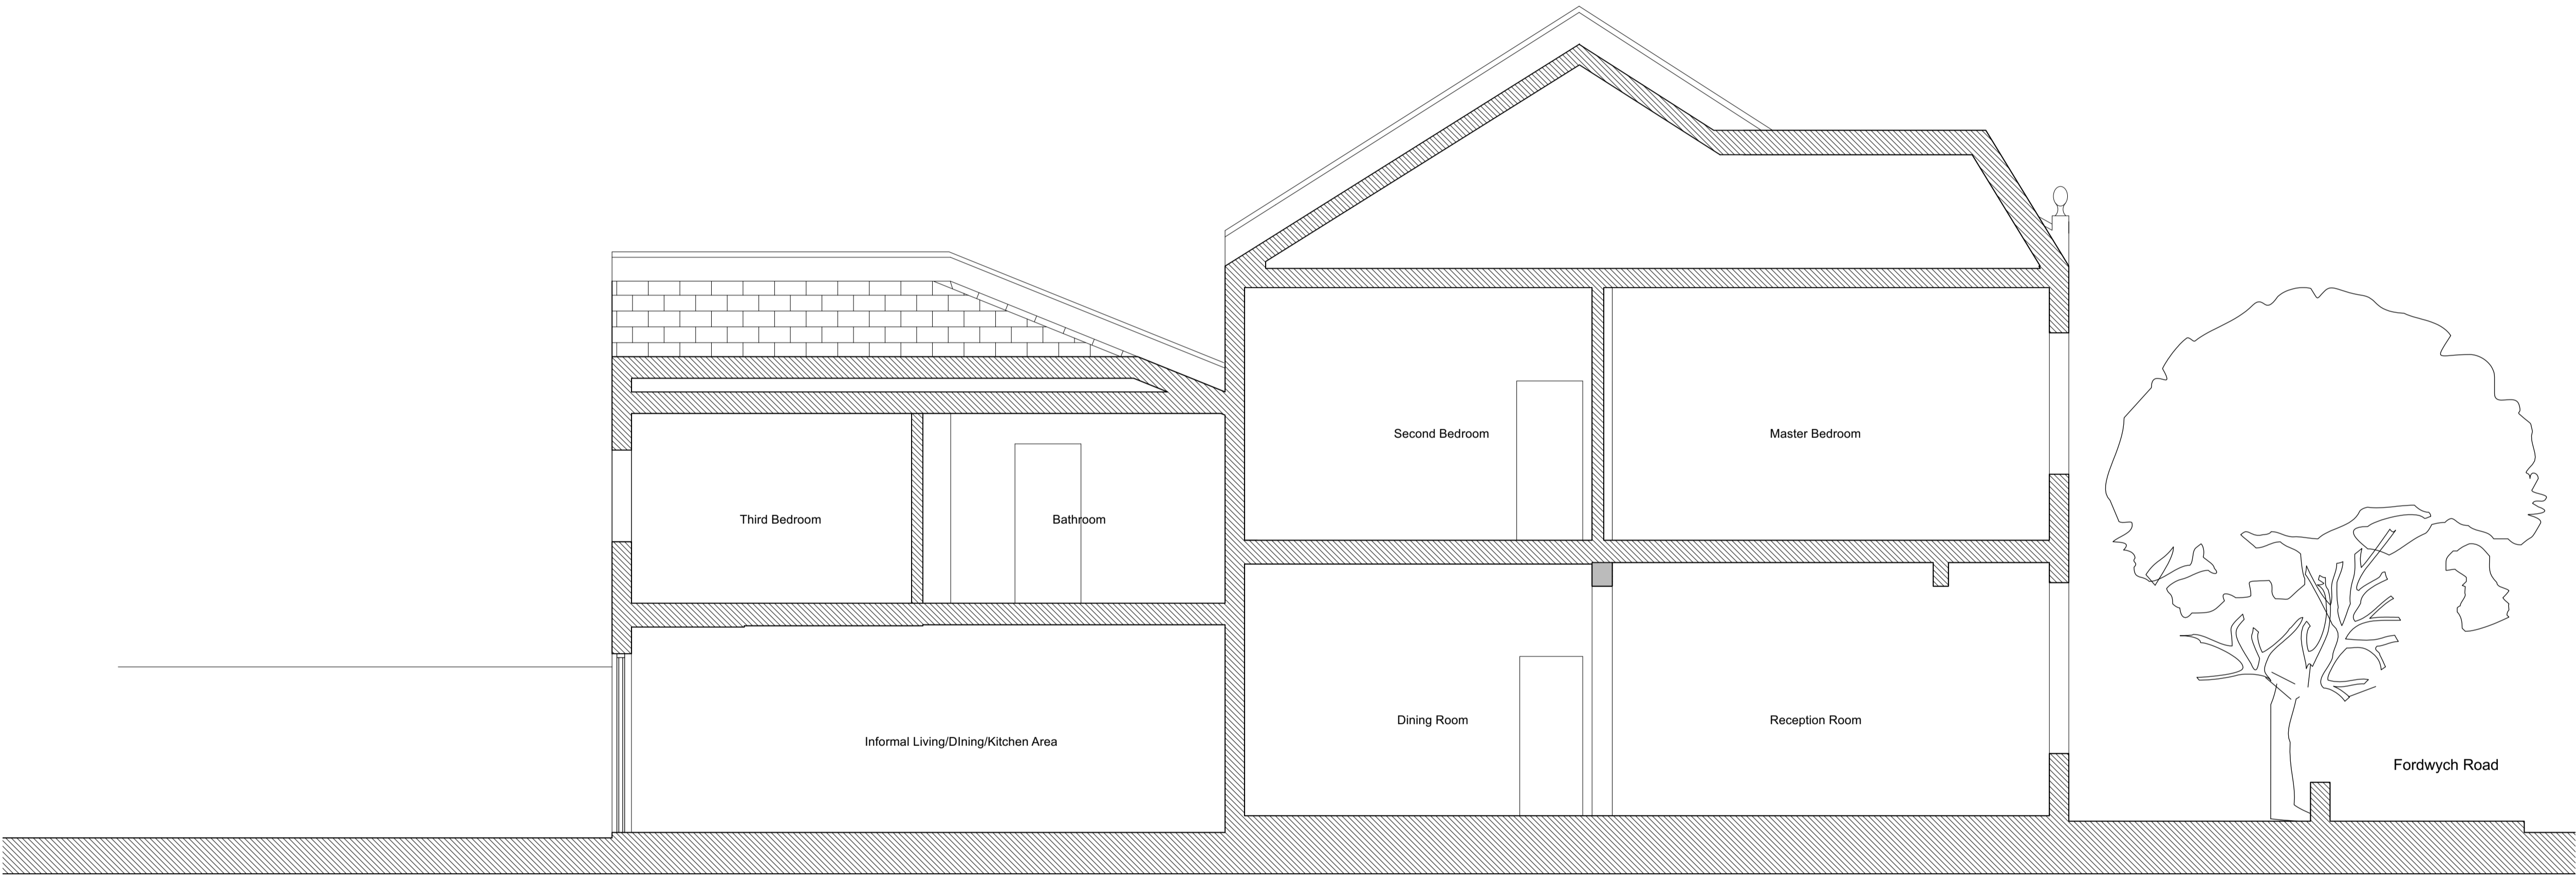 Second Bedroom
Master Bedroom
Third Bedroom
Bathroom
Dining Room
Reception Room
Informal Living/DIning/Kitchen Area
Fordwych Road